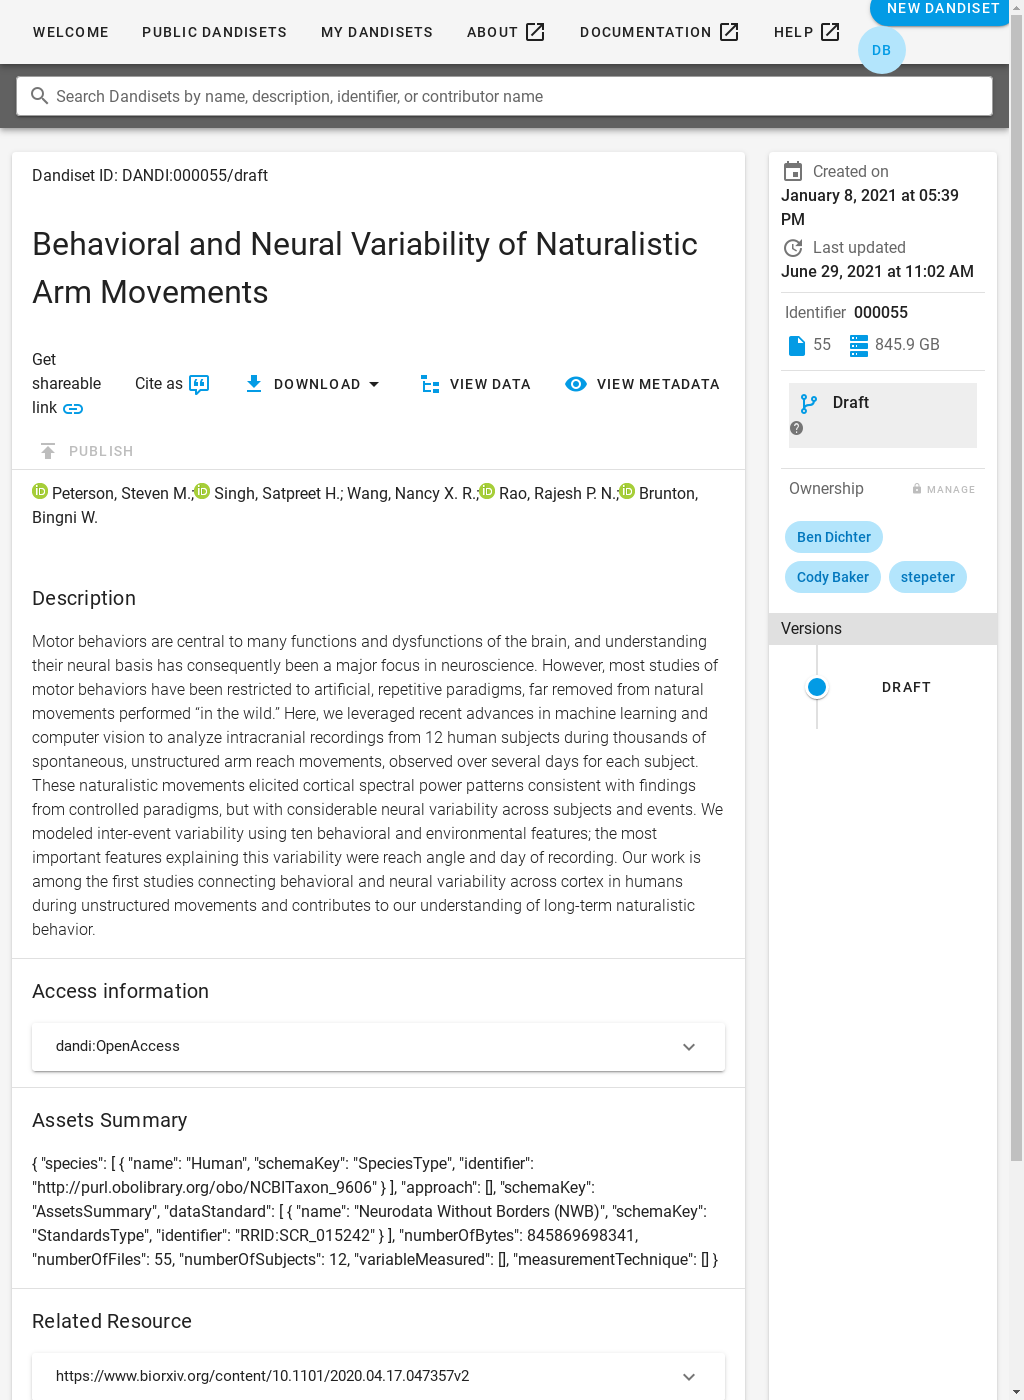 WELCOME
PUBLIC DANDISETS
MY DANDISETS
ABOUT
DOCUMENTATION
HELP
NEW DANDISET
DB
Search Dandisets by name, description, identifier, or contributor name
Dandiset ID: DANDI:000055/draft
Behavioral and Neural Variability of Naturalistic
Arm Movements
Get
shareable
link
Cite as
DOWNLOAD
VIEW DATA
VIEW METADATA
PUBLISH
iD Peterson, Steven M.; iD Singh, Satpreet H.; Wang, Nancy X. R.; iD Rao, Rajesh P. N.; iD Brunton,
Bingni W.
Description
Motor behaviors are central to many functions and dysfunctions of the brain, and understanding
their neural basis has consequently been a major focus in neuroscience. However, most studies of
motor behaviors have been restricted to artificial, repetitive paradigms, far removed from natural
movements performed “in the wild.” Here, we leveraged recent advances in machine learning and
computer vision to analyze intracranial recordings from 12 human subjects during thousands of
spontaneous, unstructured arm reach movements, observed over several days for each subject.
These naturalistic movements elicited cortical spectral power patterns consistent with findings
from controlled paradigms, but with considerable neural variability across subjects and events. We
modeled inter-event variability using ten behavioral and environmental features; the most
important features explaining this variability were reach angle and day of recording. Our work is
among the first studies connecting behavioral and neural variability across cortex in humans
during unstructured movements and contributes to our understanding of long-term naturalistic
behavior.
Access information
dandi:OpenAccess
Assets Summary
{ "species": [ { "name": "Human", "schemaKey": "SpeciesType", "identifier":
"http://purl.obolibrary.org/obo/NCBITaxon_9606" } ], "approach": [], "schemaKey":
"AssetsSummary", "dataStandard": [ { "name": "Neurodata Without Borders (NWB)", "schemaKey":
"StandardsType", "identifier": "RRID:SCR_015242" } ], "numberOfBytes": 845869698341,
"numberOfFiles": 55, "numberOfSubjects": 12, "variableMeasured": [], "measurementTechnique": [] }
Related Resource
https://www.biorxiv.org/content/10.1101/2020.04.17.047357v2
Created on
January 8, 2021 at 05:39
PM
Last updated
June 29, 2021 at 11:02 AM
Identifier 000055
55
845.9 GB
Draft
Ownership
MANAGE
Ben Dichter
Cody Baker
stepeter
Versions
DRAFT